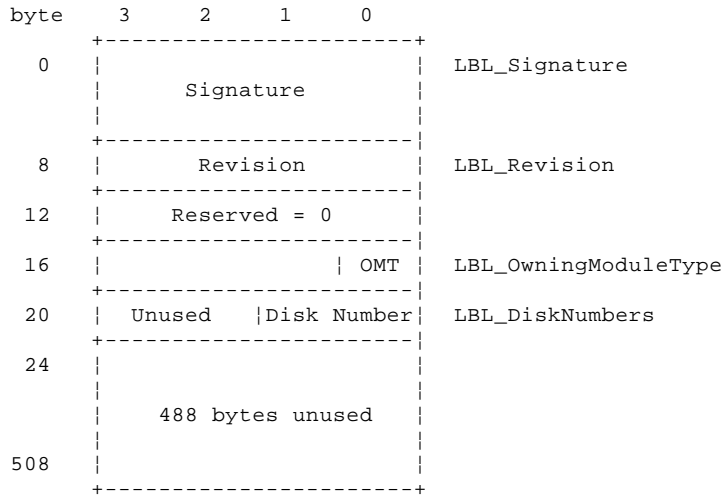 byte 3 2 1 0
0 LBL_Signature
Signature
8 Revision LBL_Revision
12 Reserved = 0
16 OMT LBL_OwningModuleType
20 Unused Disk Number LBL_DiskNumbers
24
488 bytes unused
508